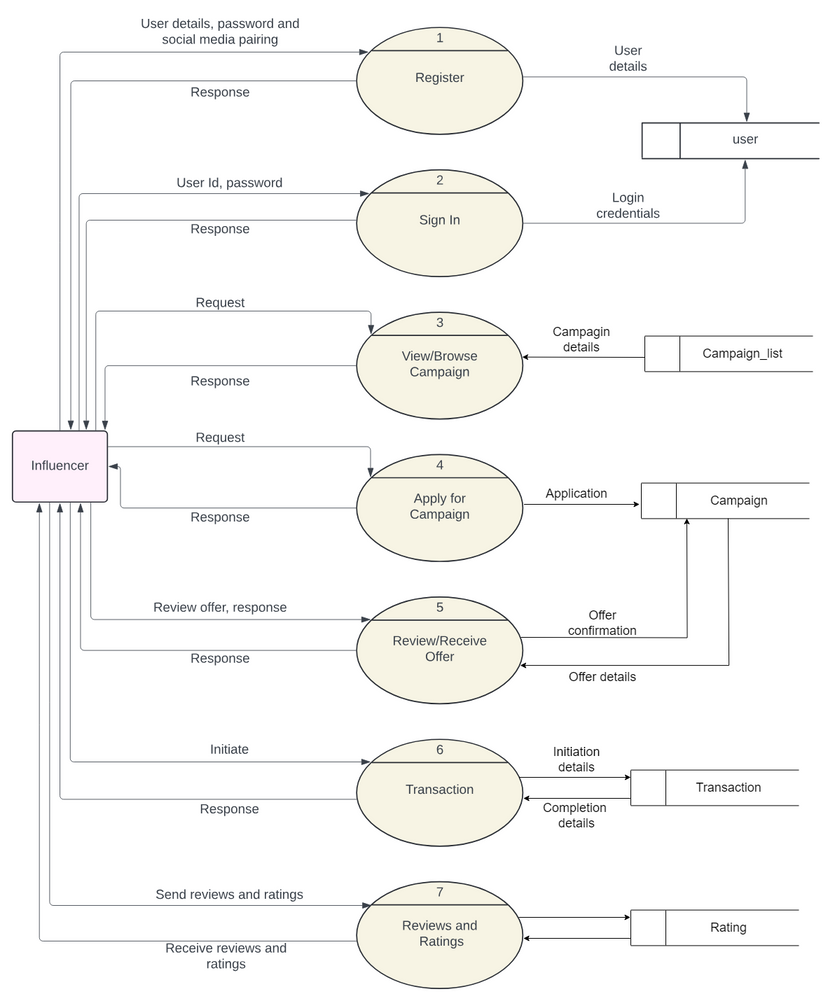 User details, password and
social media pairing
1
Register
Response
User
details
user
User Id, password
2
Sign In
Response
Login
credentials
Request
3
View/Browse
Campaign
Response
Campagin
details
Campaign_list
Influencer
Request
4
Apply for
Campaign
Response
Application
Campaign
Review offer, response
5
Review/Receive
Offer
Response
Offer
confirmation
Offer details
Initiate
6
Transaction
Response
Initiation
details
Completion
details
Transaction
Send reviews and ratings
7
Reviews and
Ratings
Receive reviews and
ratings
Rating